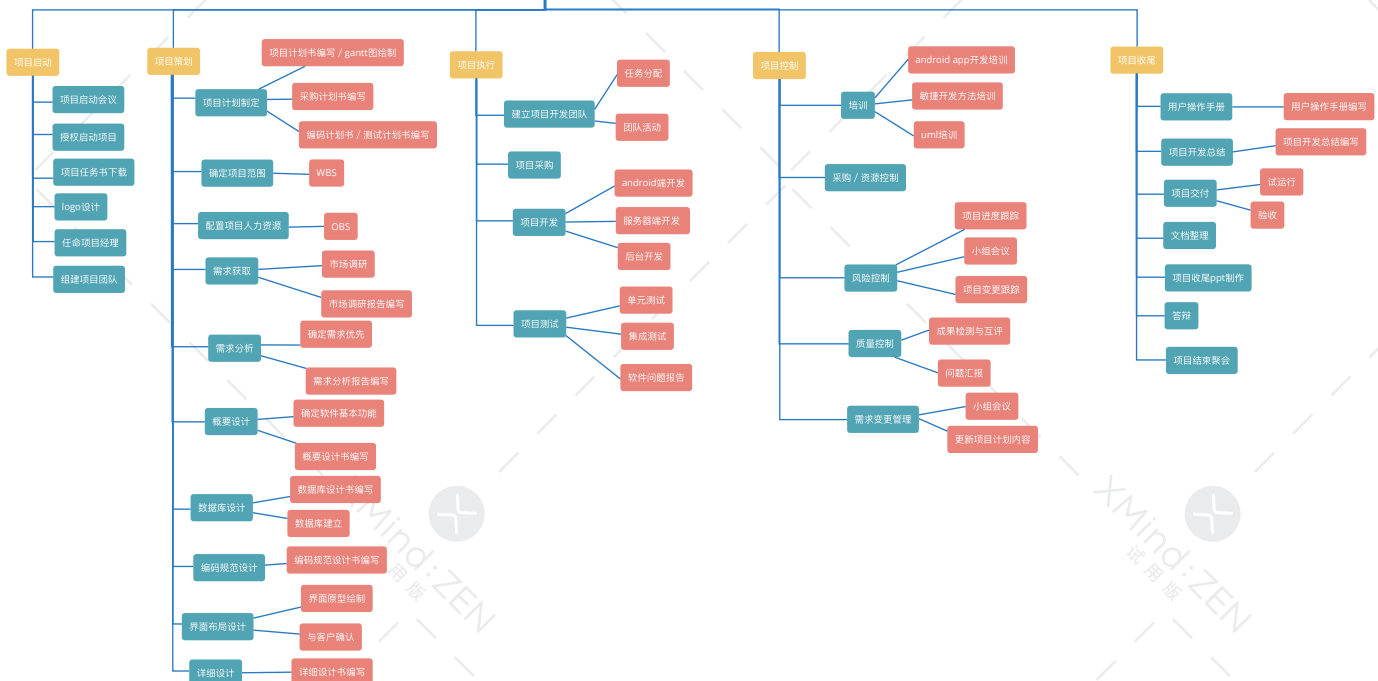 项目启动
项目启动会议
授权启动项目
项目任务书下载
logo设计
任命项目经理
组建项目团队
项目策划
项目计划制定
项目计划书编写 / gantt图绘制
采购计划书编写
编码计划书 / 测试计划书编写
确定项目范围
WBS
配置项目人力资源
OBS
需求获取
市场调研
市场调研报告编写
需求分析
确定需求优先
需求分析报告编写
概要设计
确定软件基本功能
概要设计书编写
数据库设计
数据库设计书编写
数据库建立
编码规范设计
编码规范设计书编写
界面布局设计
界面原型绘制
与客户确认
详细设计
详细设计书编写
项目执行
建立项目开发团队
任务分配
团队活动
项目采购
项目开发
android端开发
服务器端开发
后台开发
项目测试
单元测试
集成测试
软件问题报告
项目控制
培训
android app开发培训
敏捷开发方法培训
uml培训
采购 / 资源控制
风险控制
项目进度跟踪
小组会议
项目变更跟踪
质量控制
成果检测与互评
问题汇报
需求变更管理
小组会议
更新项目计划内容
项目收尾
用户操作手册
用户操作手册编写
项目开发总结
项目开发总结编写
项目交付
试运行
验收
文档整理
项目收尾ppt制作
答辩
项目结束聚会
XMind:ZEN
试用版
XMind:ZEN
试用版